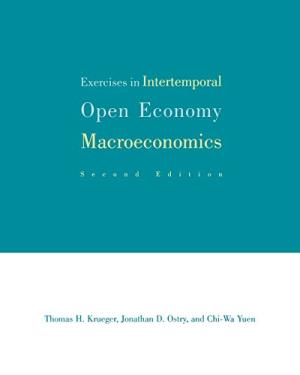 Exercises in Intertemporal
Open Economy
Macroeconomics
Second Edition
Thomas H. Krueger, Jonathan D. Ostry, and Chi-Wa Yuen